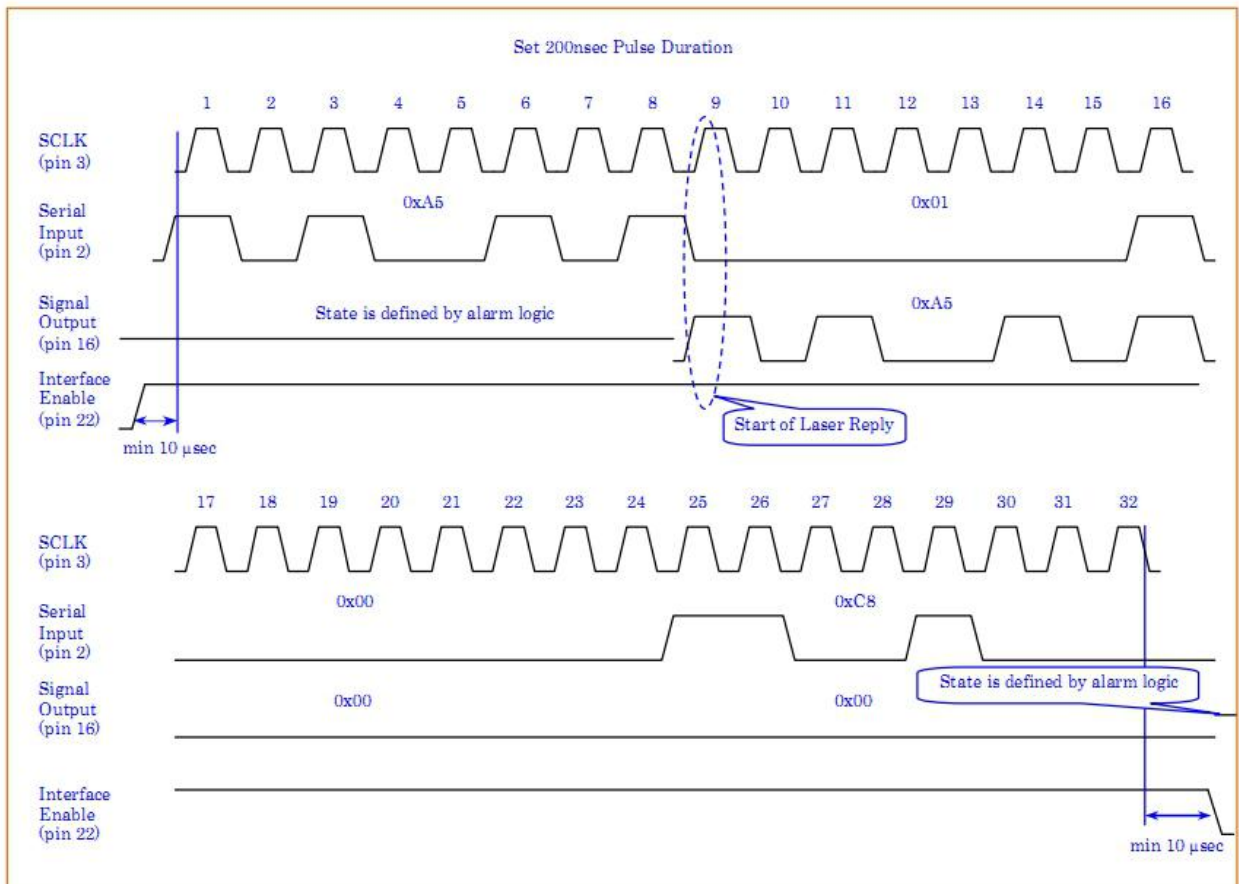 Set 200nsec Pulse Duration
1 2 3 4 5 6 7 8 9 10 11 12 13 14 15 16
SCLK
(pin 3)
0xA5 0x01
Serial
Input
(pin 2)
Signal
Output
(pin 16)
State is defined by alarm logic
0xA5
Interface
Enable
(pin 22)
min 10 μsec
Start of Laser Reply
17 18 19 20 21 22 23 24 25 26 27 28 29 30 31 32
SCLK
(pin 3)
0x00 0xC8
Serial
Input
(pin 2)
Signal
Output
(pin 16)
0x00 0x00
State is defined by alarm logic
Interface
Enable
(pin 22)
min 10 μsec